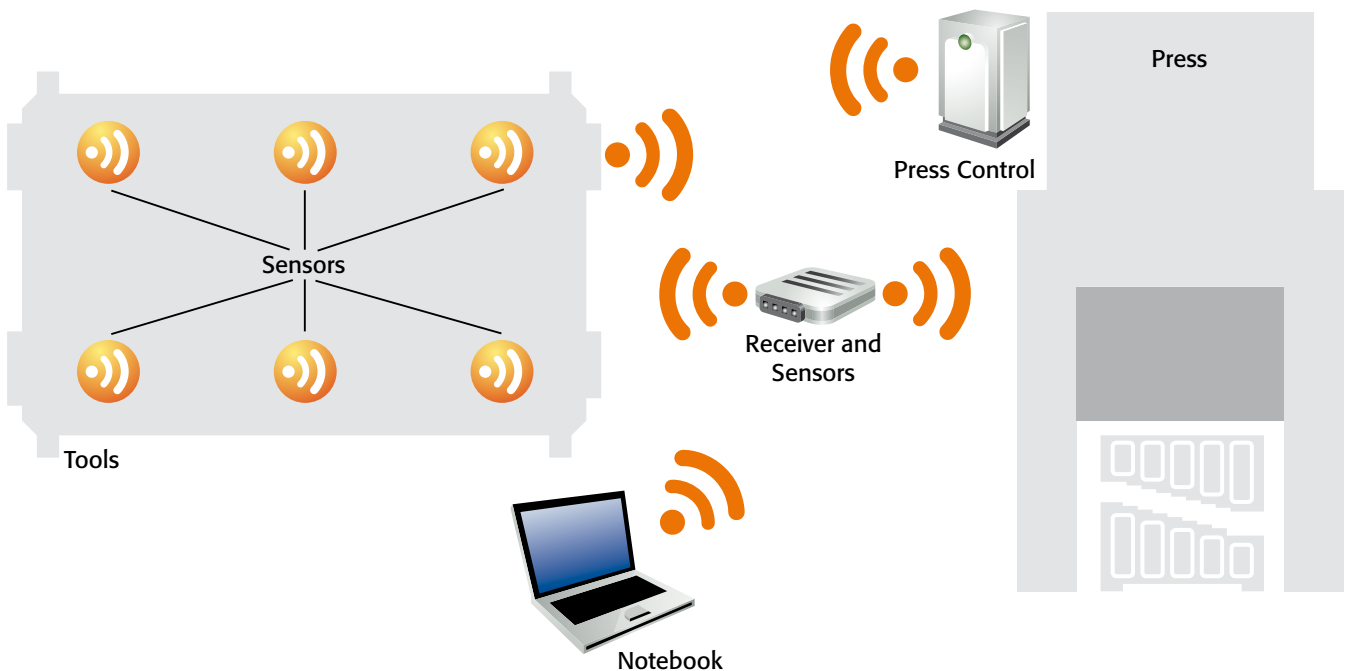 Press
Press Control
Sensors
Receiver and
Sensors
Tools
Notebook